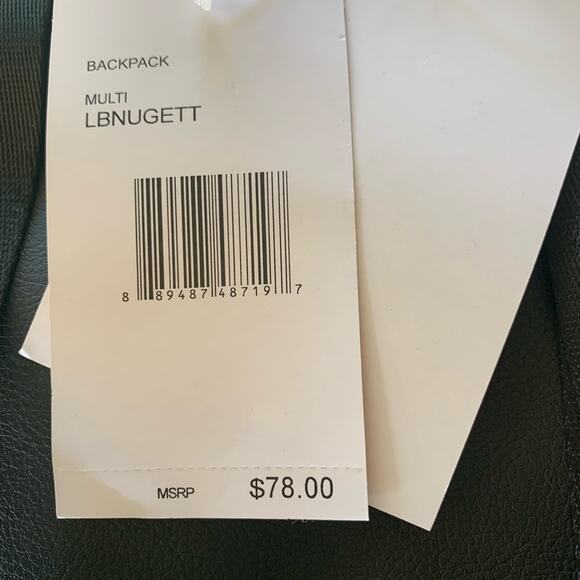 BACKPACK
MULTI
LBNUGETT
8 89487 48719 7
MSRP $78.00